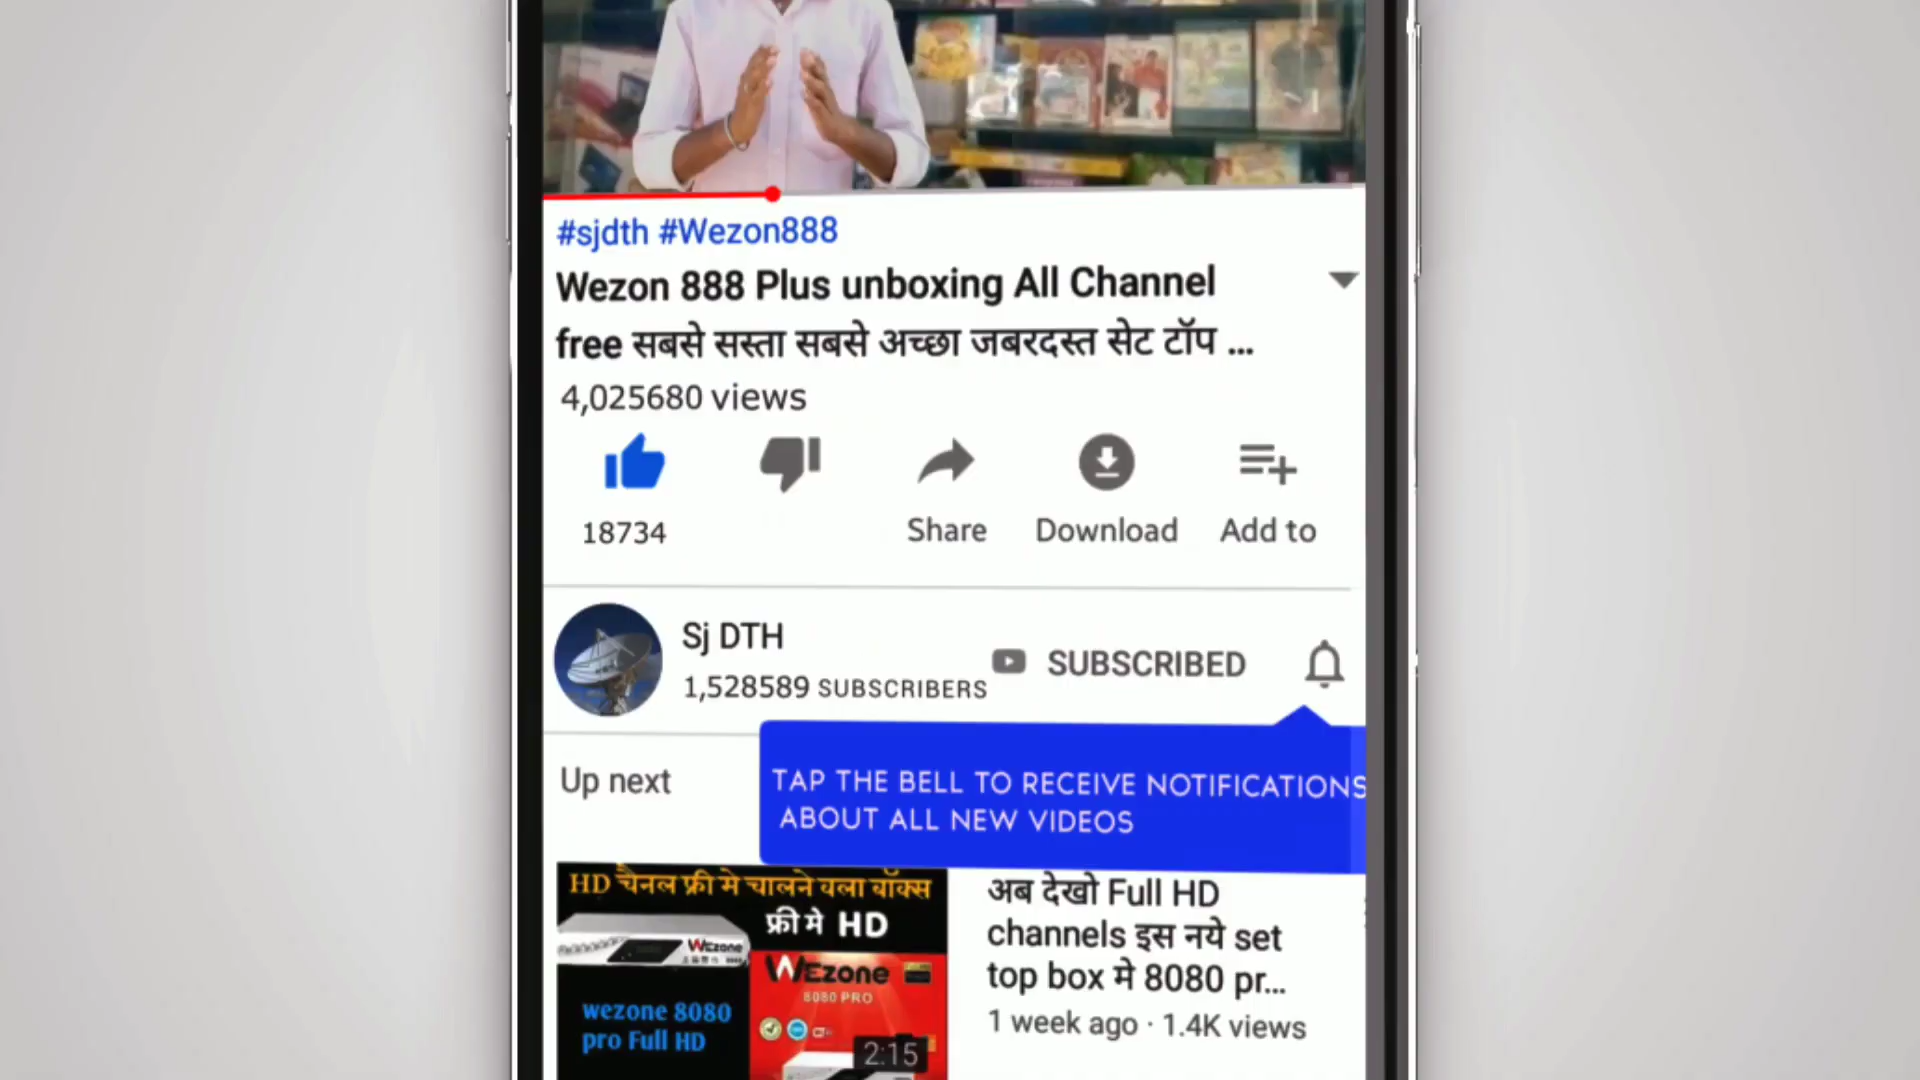 #sjdth #Wezon888
Wezon 888 Plus unboxing All Channel
free सबसे सस्ता सबसे अच्छा जबरदस्त सेट टॉप ...
4,025680 views
18734
Share
Download
Add to
Sj DTH
1,528589 SUBSCRIBERS
SUBSCRIBED
TAP THE BELL TO RECEIVE NOTIFICATIONS
ABOUT ALL NEW VIDEOS
Up next
HD चैनल फ्री मे चालने वला बॉक्स
फ्री मे HD
WEzone
WEzone
8080 PRO
wezone 8080
pro Full HD
2:15
अब देखो Full HD
channels इस नये set
top box मे 8080 pr...
1 week ago · 1.4K views